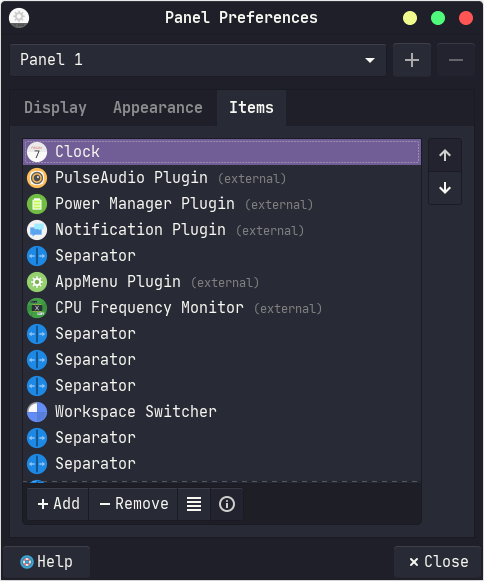 Panel Preferences
Panel 1
Display Appearance Items
Clock
PulseAudio Plugin (external)
Power Manager Plugin (external)
Notification Plugin (external)
Separator
AppMenu Plugin (external)
CPU Frequency Monitor (external)
Separator
Separator
Separator
Workspace Switcher
Separator
Separator
Add Remove
Help Close